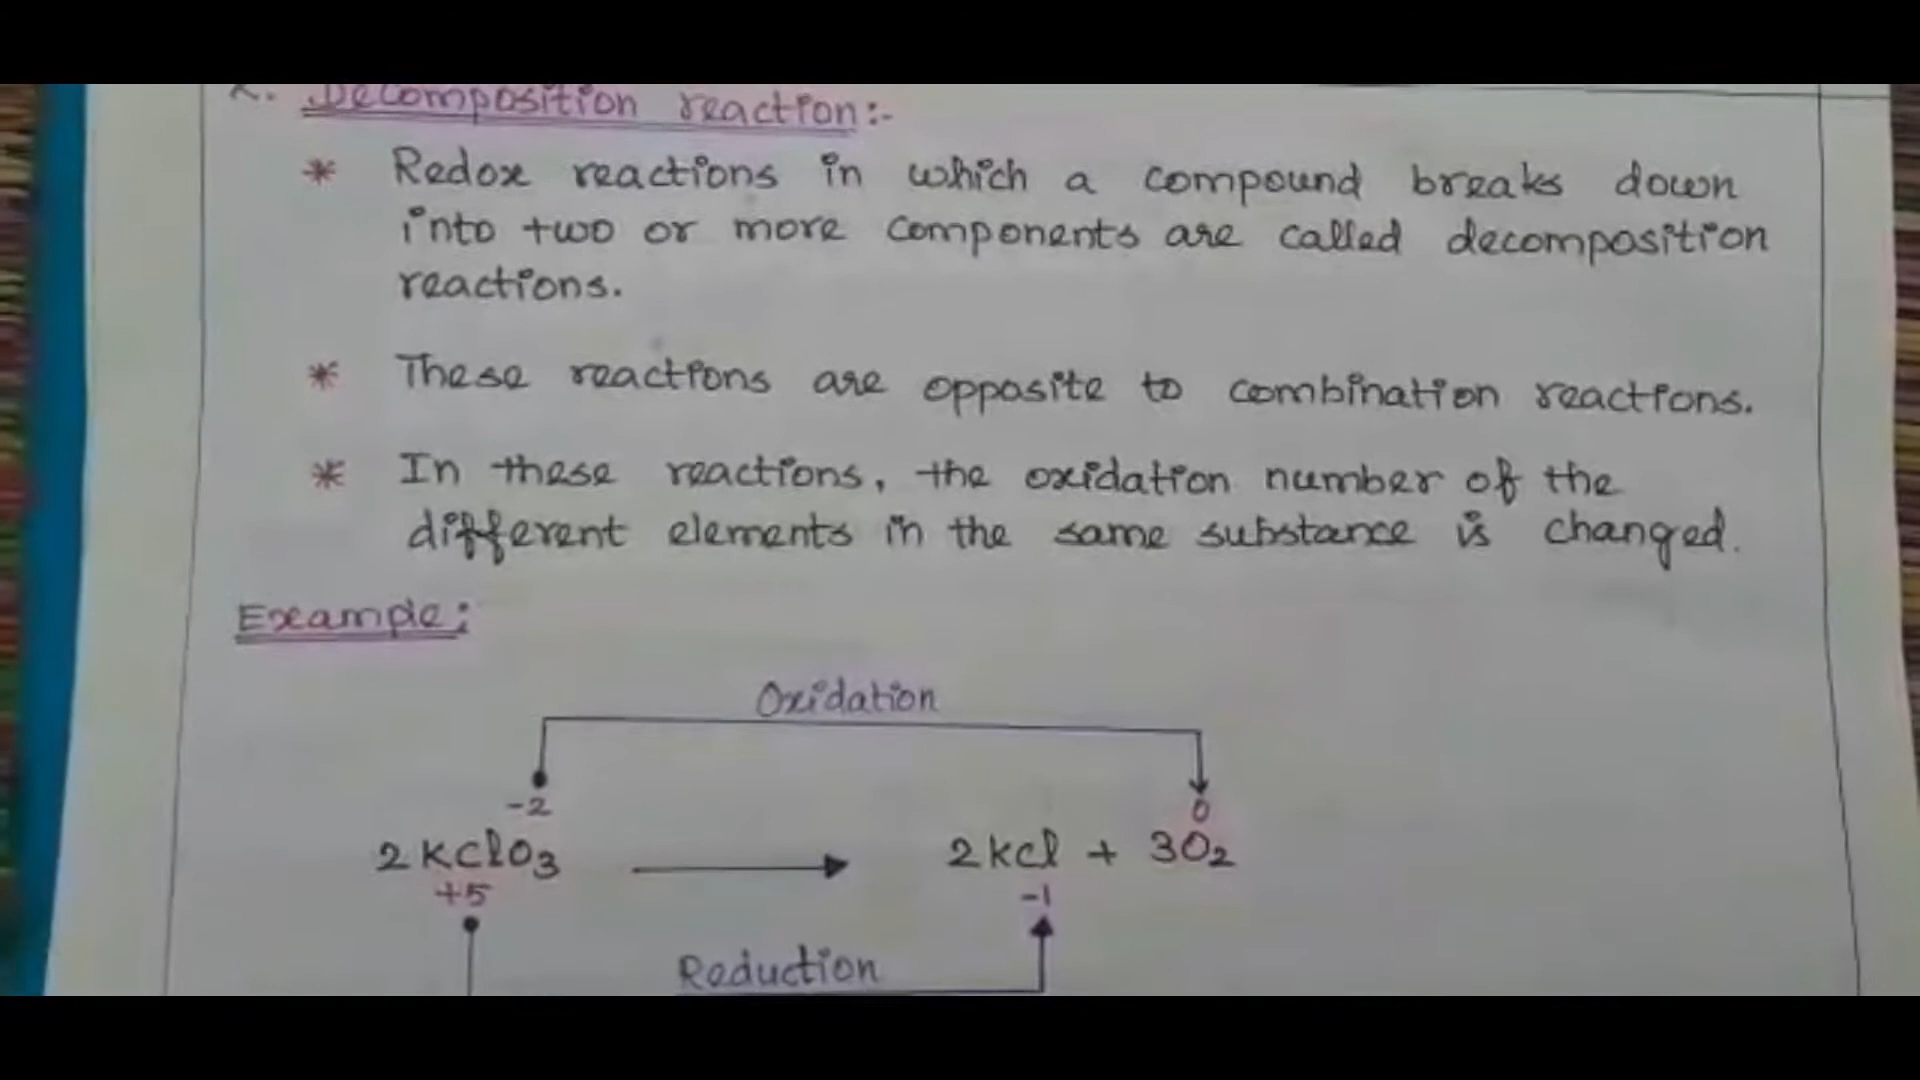 2. Decomposition reaction:-
* Redox reactions in which a compound breaks down
into two or more components are called decomposition
reactions.
* These reactions are opposite to combination reactions.
* In these reactions, the oxidation number of the
different elements in the same substance is changed.
Example:
Oxidation
-2 0
2KClO3 → 2KCl + 3O2
+5 -1
Reduction